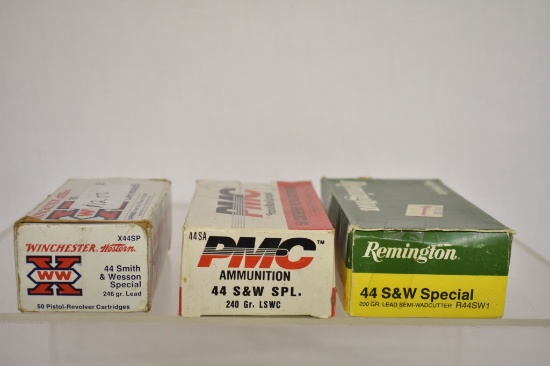 X44SP
WINCHESTER Western
X
WW
44 Smith
& Wesson
Special
246 gr. Lead
50 Pistol-Revolver Cartridges
PMC
44SA
PMC™
AMMUNITION
44 S&W SPL.
240 Gr. LSWC
Remington
44 S&W Special
200 GR. LEAD SEMI-WADCUTTER R44SW1